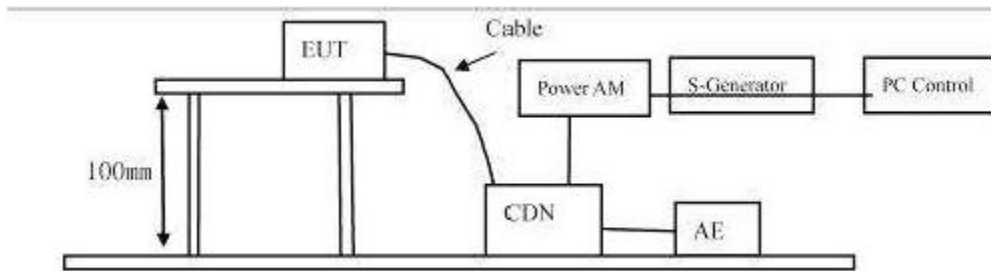 Cable
EUT
Power AM
S-Generator
PC Control
100mm
CDN
AE